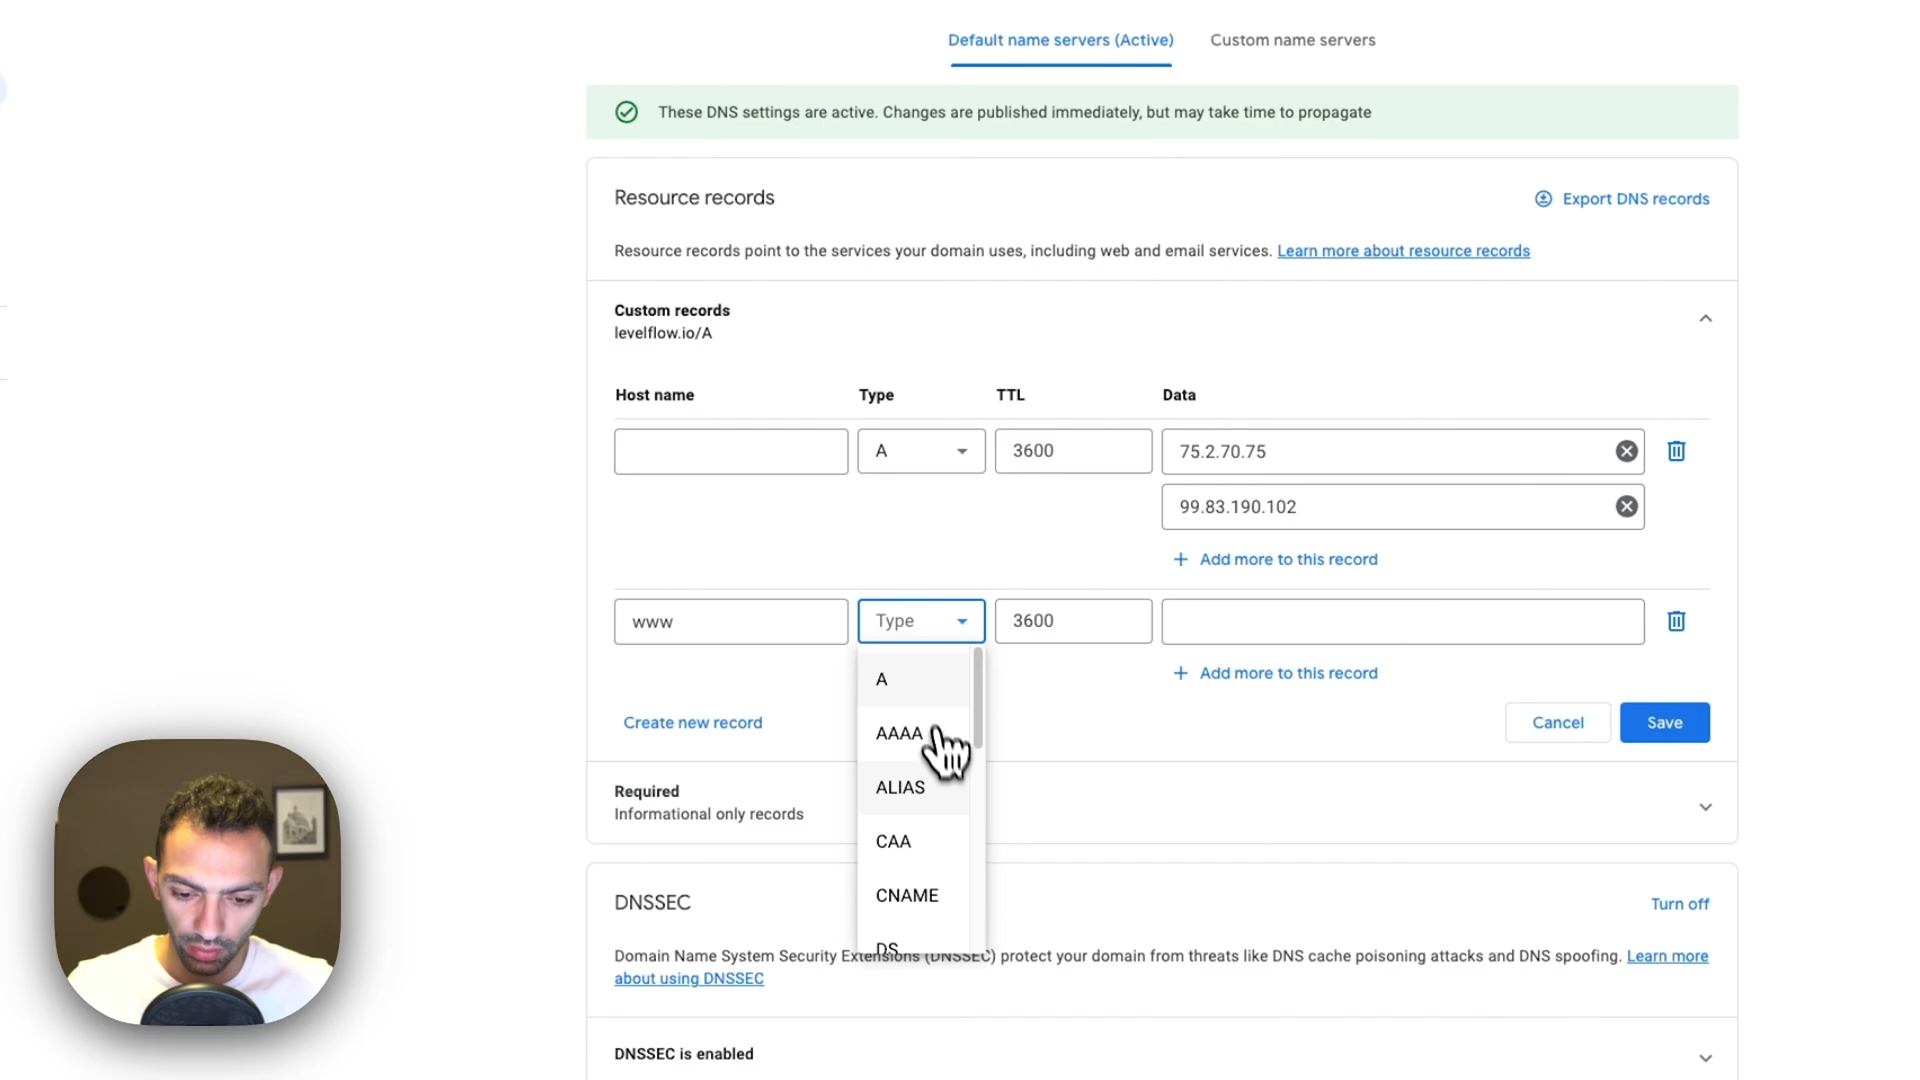 Default name servers (Active)
Custom name servers
These DNS settings are active. Changes are published immediately, but may take time to propagate
Resource records
Export DNS records
Resource records point to the services your domain uses, including web and email services. Learn more about resource records
Custom records
levelflow.io/A
Host name
Type
TTL
Data
A
3600
75.2.70.75
99.83.190.102
+ Add more to this record
www
Type
3600
+ Add more to this record
A
AAAA
ALIAS
CAA
CNAME
DS
Create new record
Cancel
Save
Required
Informational only records
DNSSEC
Turn off
Domain Name System Security Extensions (DNSSEC) protect your domain from threats like DNS cache poisoning attacks and DNS spoofing. Learn more
about using DNSSEC
DNSSEC is enabled